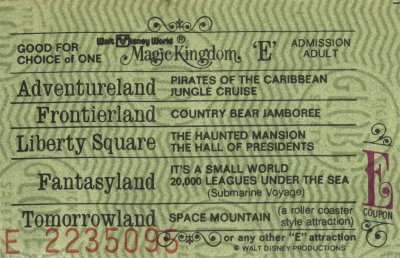 GOOD FOR
CHOICE of ONE
Walt Disney World
Magic Kingdom
'E'
ADMISSION
ADULT
Adventureland
PIRATES OF THE CARIBBEAN
JUNGLE CRUISE
Frontierland
COUNTRY BEAR JAMBOREE
Liberty Square
THE HAUNTED MANSION
THE HALL OF PRESIDENTS
Fantasyland
IT'S A SMALL WORLD
20,000 LEAGUES UNDER THE SEA
(Submarine Voyage)
Tomorrowland
SPACE MOUNTAIN
(a roller coaster
style attraction)
or any other "E" attraction
© WALT DISNEY PRODUCTIONS
E
COUPON
E 2235095